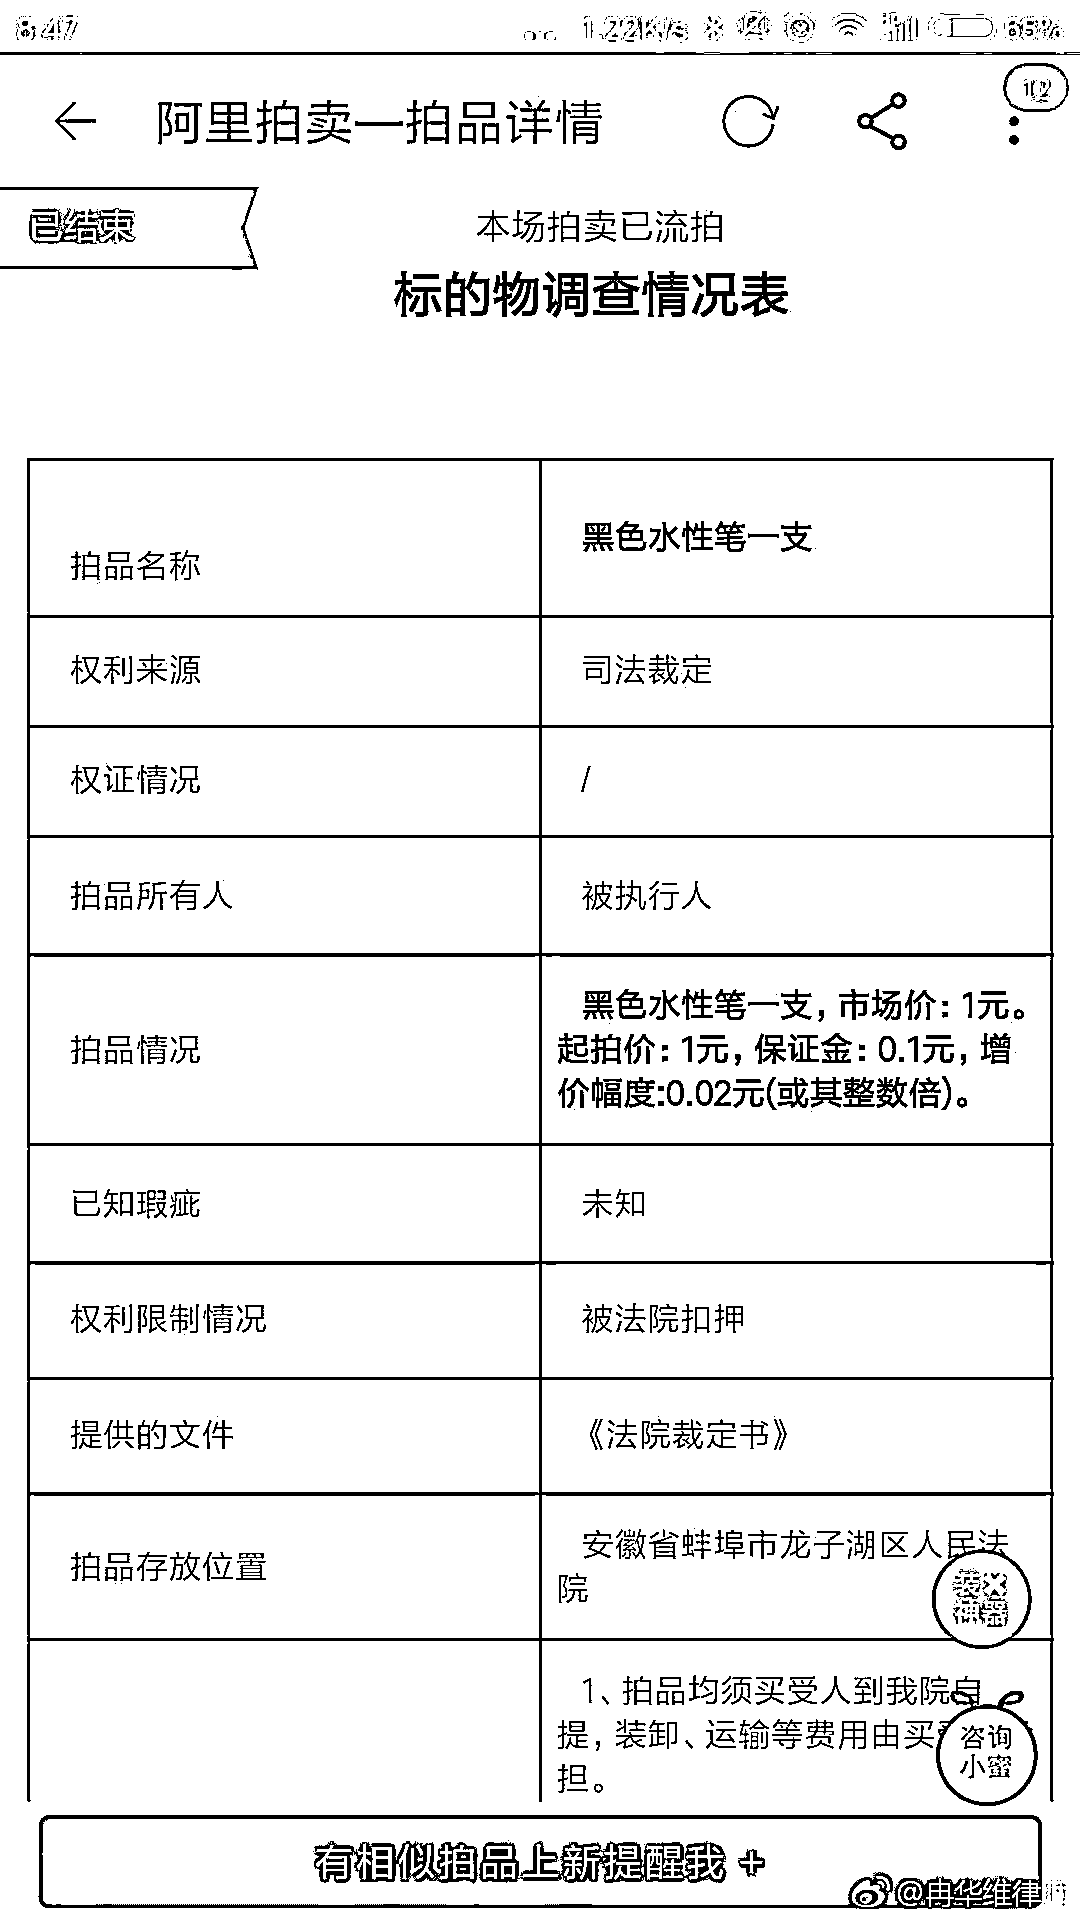 8:47
1.22K/s
65%
阿里拍卖—拍品详情
102
已结束
本场拍卖已流拍
标的物调查情况表
拍品名称
黑色水性笔一支
权利来源
司法裁定
权证情况
/
拍品所有人
被执行人
拍品情况
黑色水性笔一支，市场价：1元。
起拍价：1元，保证金：0.1元，增
价幅度:0.02元(或其整数倍)。
已知瑕疵
未知
权利限制情况
被法院扣押
提供的文件
《法院裁定书》
拍品存放位置
安徽省蚌埠市龙子湖区人民法
院
装
神器
1、拍品均须买受人到我院自
提，装卸、运输等费用由买
担。
咨询
小蜜
有相似拍品上新提醒我 +
@冉华维律师